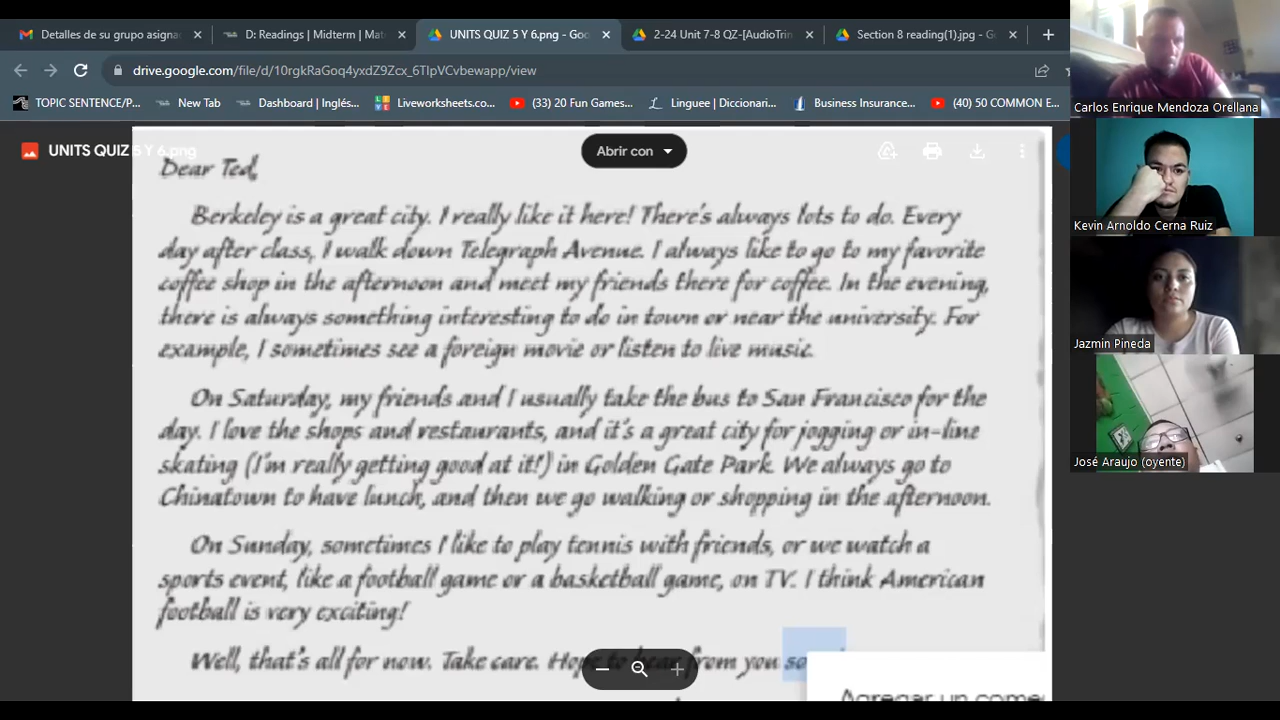 Detalles de su grupo asigna
D: Readings | Midterm | Mat
UNITS QUIZ 5 Y 6.png - Goo
2-24 Unit 7-8 QZ-[AudioTrin
Section 8 reading(1).jpg - G
drive.google.com/file/d/10rgkRaGoq4yxdZ9Zcx_6TlpVCvbewapp/view
TOPIC SENTENCE/P...
New Tab
Dashboard | Inglés...
Liveworksheets.co...
(33) 20 Fun Games...
Linguee | Diccionari...
Business Insurance...
(40) 50 COMMON E...
UNITS QUIZ 5 Y 6.png
Abrir con
Dear Ted,
Berkeley is a great city. I really like it here! There's always lots to do. Every
day after class, I walk down Telegraph Avenue. I always like to go to my favorite
coffee shop in the afternoon and meet my friends there for coffee. In the evening,
there is always something interesting to do in town or near the university. For
example, I sometimes see a foreign movie or listen to live music.
On Saturday, my friends and I usually take the bus to San Francisco for the
day. I love the shops and restaurants, and it's a great city for jogging or in-line
skating (I'm really getting good at it!) in Golden Gate Park. We always go to
Chinatown to have lunch, and then we go walking or shopping in the afternoon.
On Sunday, sometimes I like to play tennis with friends, or we watch a
sports event, like a football game or a basketball game, on TV. I think American
football is very exciting!
Well, that's all for now. Take care. Hope to hear from you so
Agregar un come
Carlos Enrique Mendoza Orellana
Kevin Arnoldo Cerna Ruiz
Jazmin Pineda
José Araujo (oyente)